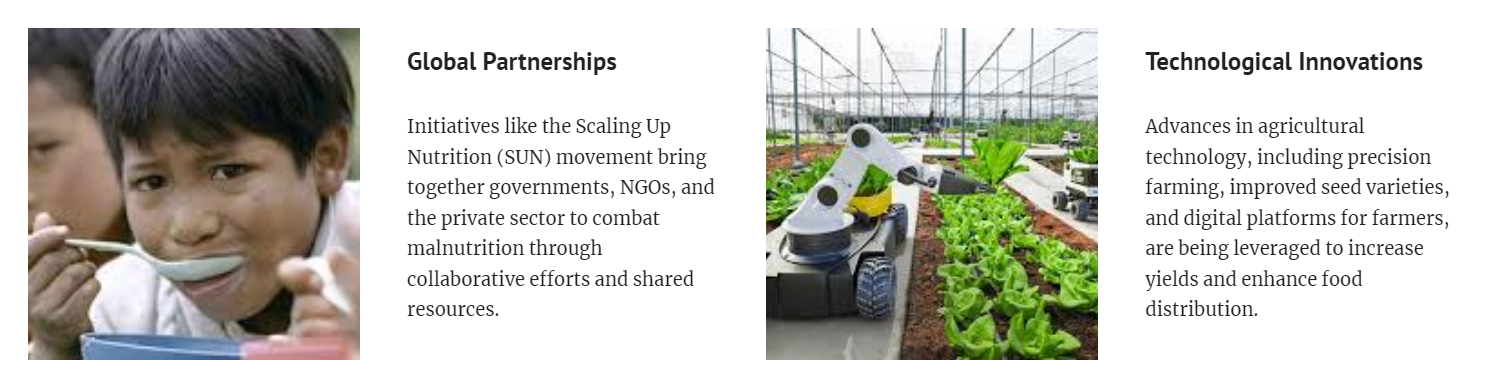 Global Partnerships
Initiatives like the Scaling Up
Nutrition (SUN) movement bring
together governments, NGOs, and
the private sector to combat
malnutrition through
collaborative efforts and shared
resources.
Technological Innovations
Advances in agricultural
technology, including precision
farming, improved seed varieties,
and digital platforms for farmers,
are being leveraged to increase
yields and enhance food
distribution.